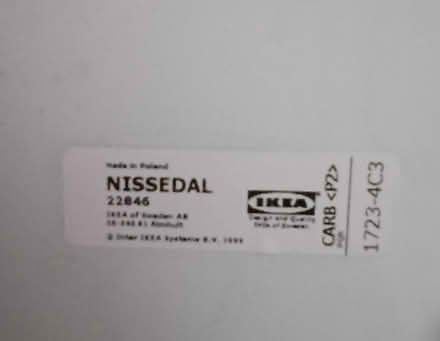 Made in Poland
NISSEDAL
22846
IKEA of Sweden AB
SE-343 81 Älmhult
© Inter IKEA Systems B.V. 1999
IKEA
Design and Quality
IKEA of Sweden
CARB <P2>
1723-4C3